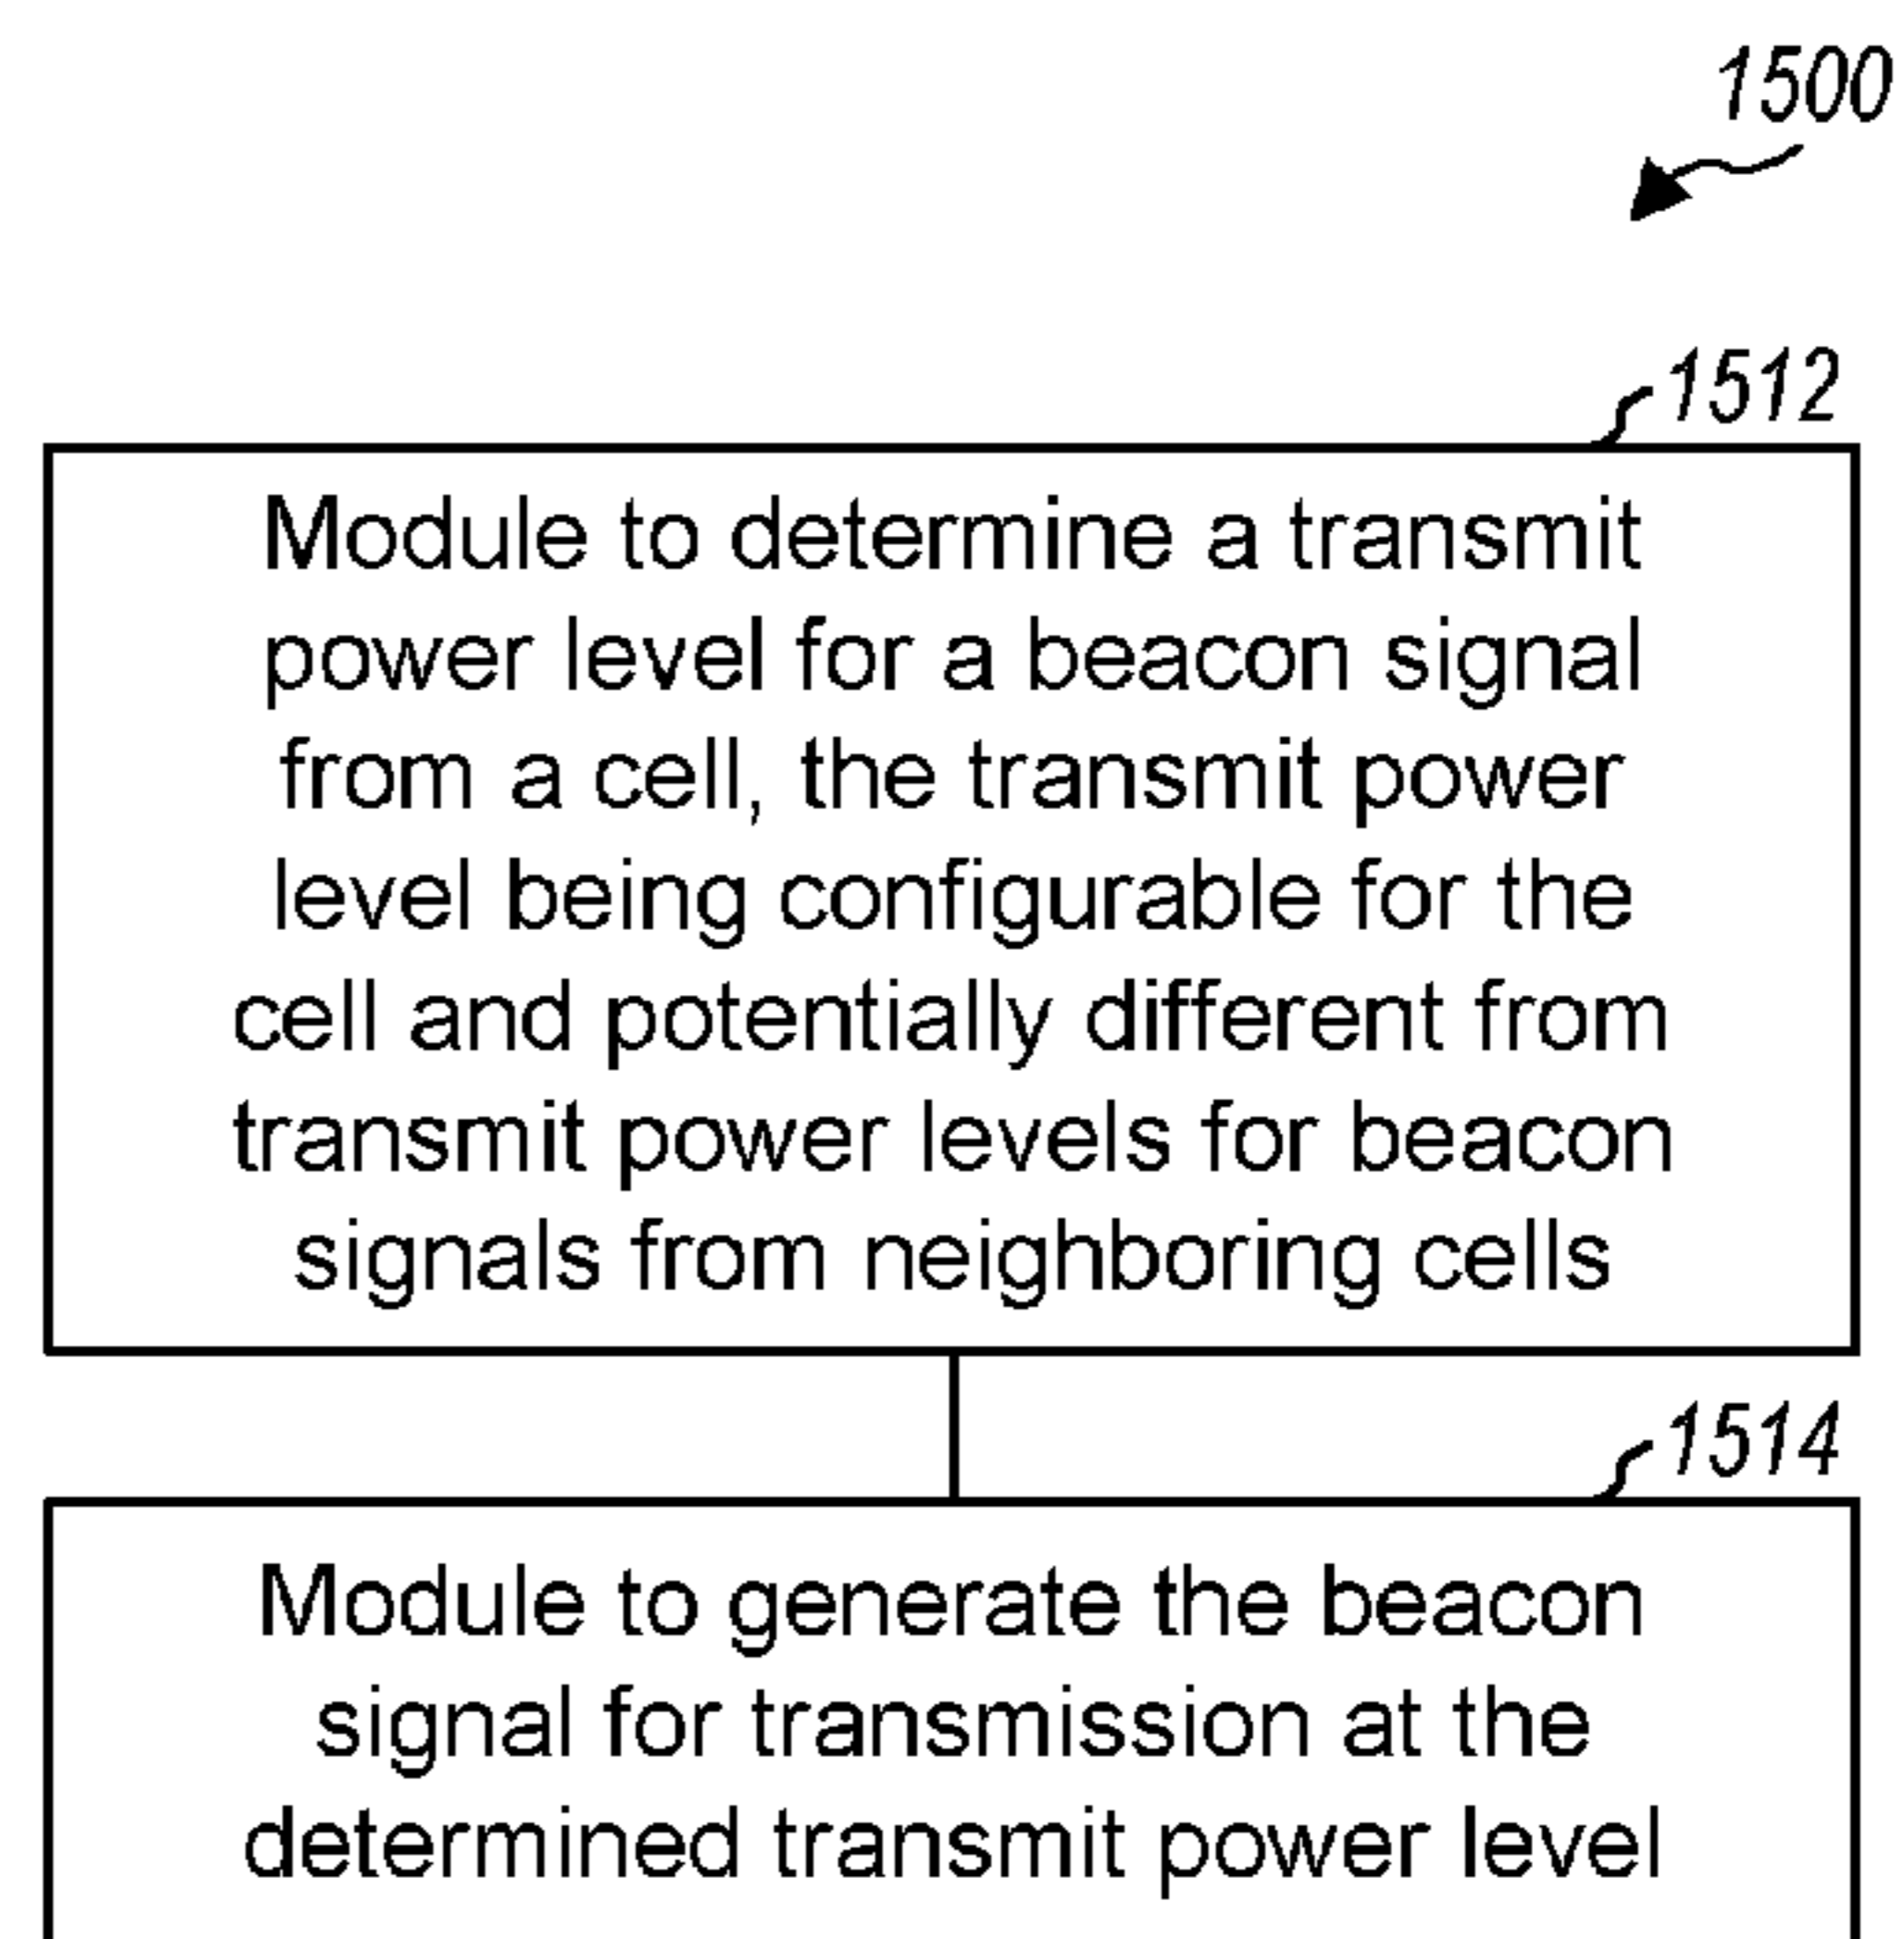 1500
1512
Module to determine a transmit
power level for a beacon signal
from a cell, the transmit power
level being configurable for the
cell and potentially different from
transmit power levels for beacon
signals from neighboring cells
1514
Module to generate the beacon
signal for transmission at the
determined transmit power level